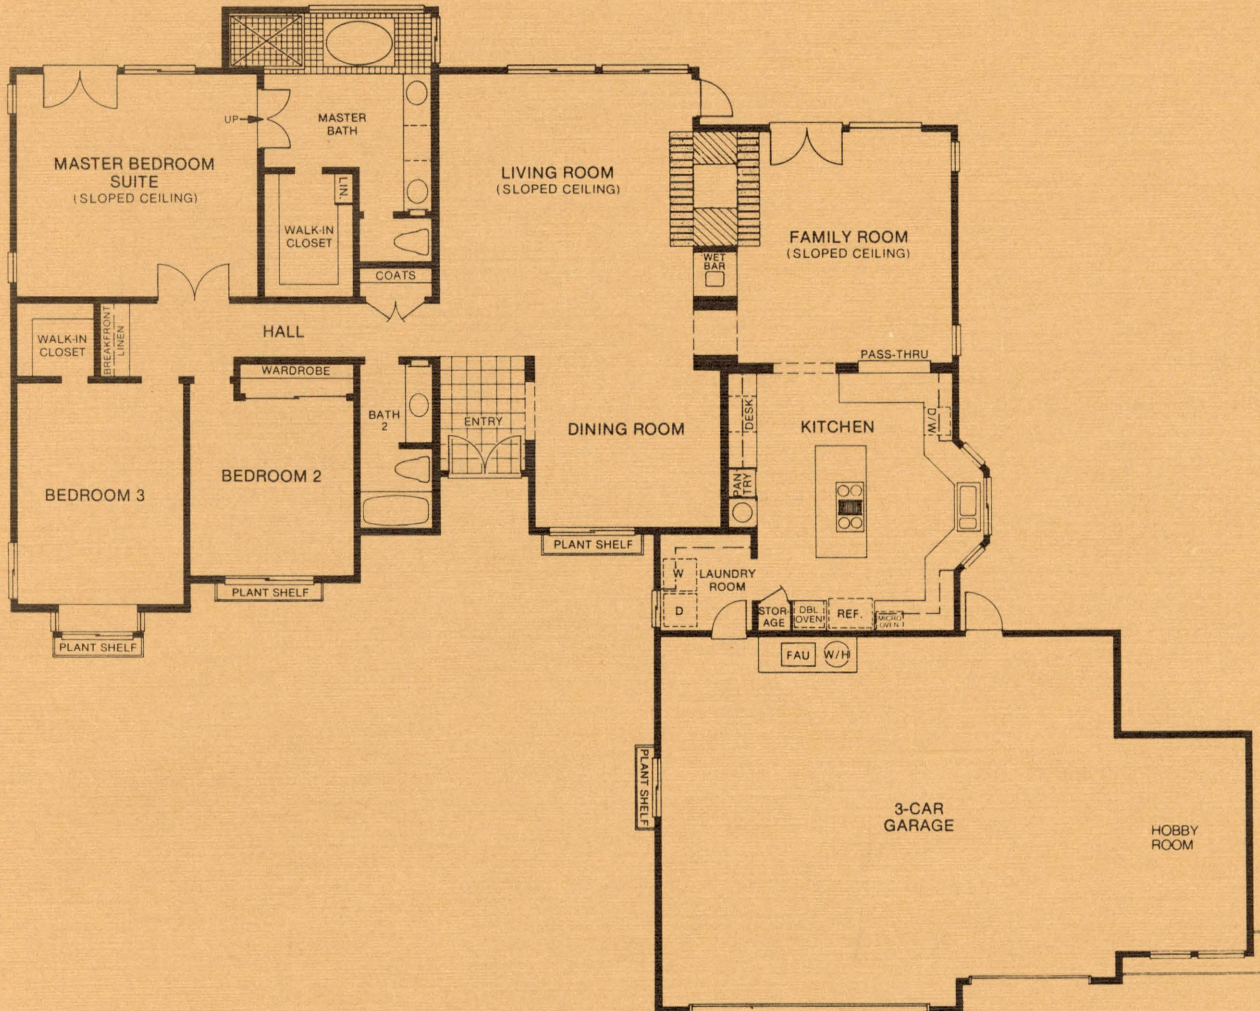 UP
MASTER
BATH
MASTER BEDROOM
SUITE
(SLOPED CEILING)
LIN.
WALK-IN
CLOSET
LIVING ROOM
(SLOPED CEILING)
FAMILY ROOM
(SLOPED CEILING)
WET
BAR
COATS
HALL
WALK-IN
CLOSET
BREAKFRONT
LINEN
WARDROBE
PASS-THRU
BATH
2
ENTRY
DINING ROOM
DESK
KITCHEN
D/W
PAN
TRY
BEDROOM 3
BEDROOM 2
PLANT SHELF
PLANT SHELF
PLANT SHELF
W
D
LAUNDRY
ROOM
STOR-
AGE
DBL
OVEN
REF.
MICRO
OVEN
FAU
W/H
PLANT SHELF
3-CAR
GARAGE
HOBBY
ROOM